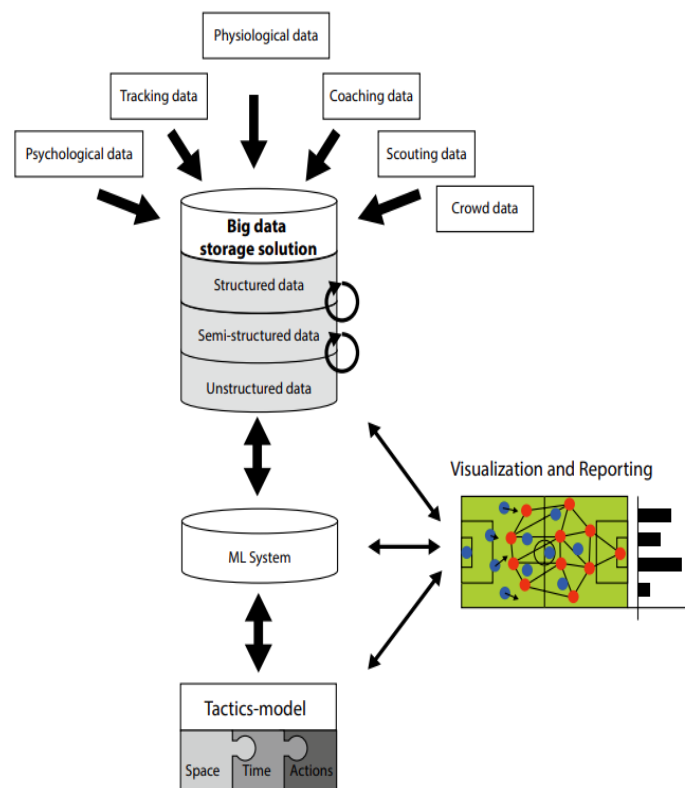 Physiological data
Tracking data
Coaching data
Psychological data
Scouting data
Crowd data
Big data
storage solution
Structured data
Semi-structured data
Unstructured data
Visualization and Reporting
ML System
Tactics-model
Space
Time
Actions